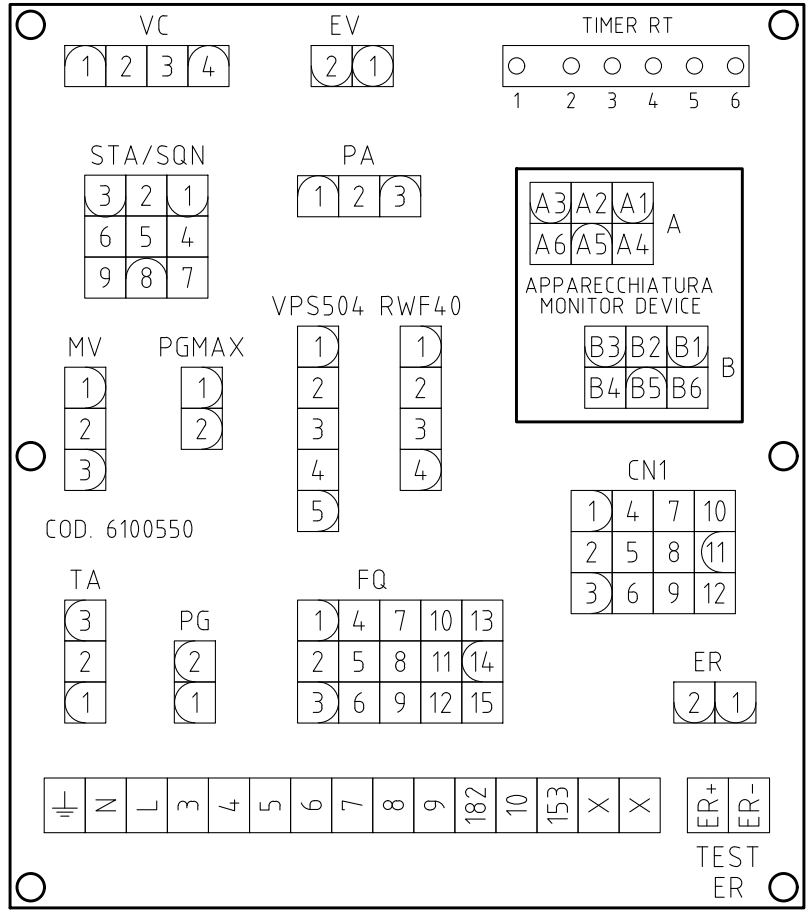 VC EV TIMER RT
1 2 3 4
2 1
1 2 3 4 5 6
STA/SQN
3 2 1
6 5 4
9 8 7
PA
1 2 3
A3 A2 A1
A6 A5 A4
A
APPARECCHIATURA
MONITOR DEVICE
B3 B2 B1
B4 B5 B6
B
VPS504
1
2
3
4
5
RWF40
1
2
3
4
MV
1
2
3
PGMAX
1
2
CN1
1 4 7 10
2 5 8 11
3 6 9 12
COD. 6100550
TA
3
2
1
PG
2
1
FQ
1 4 7 10 13
2 5 8 11 14
3 6 9 12 15
ER
2 1
N L 3 4 5 6 7 8 9 182 10 153 X X
ER+ ER-
TEST
ER